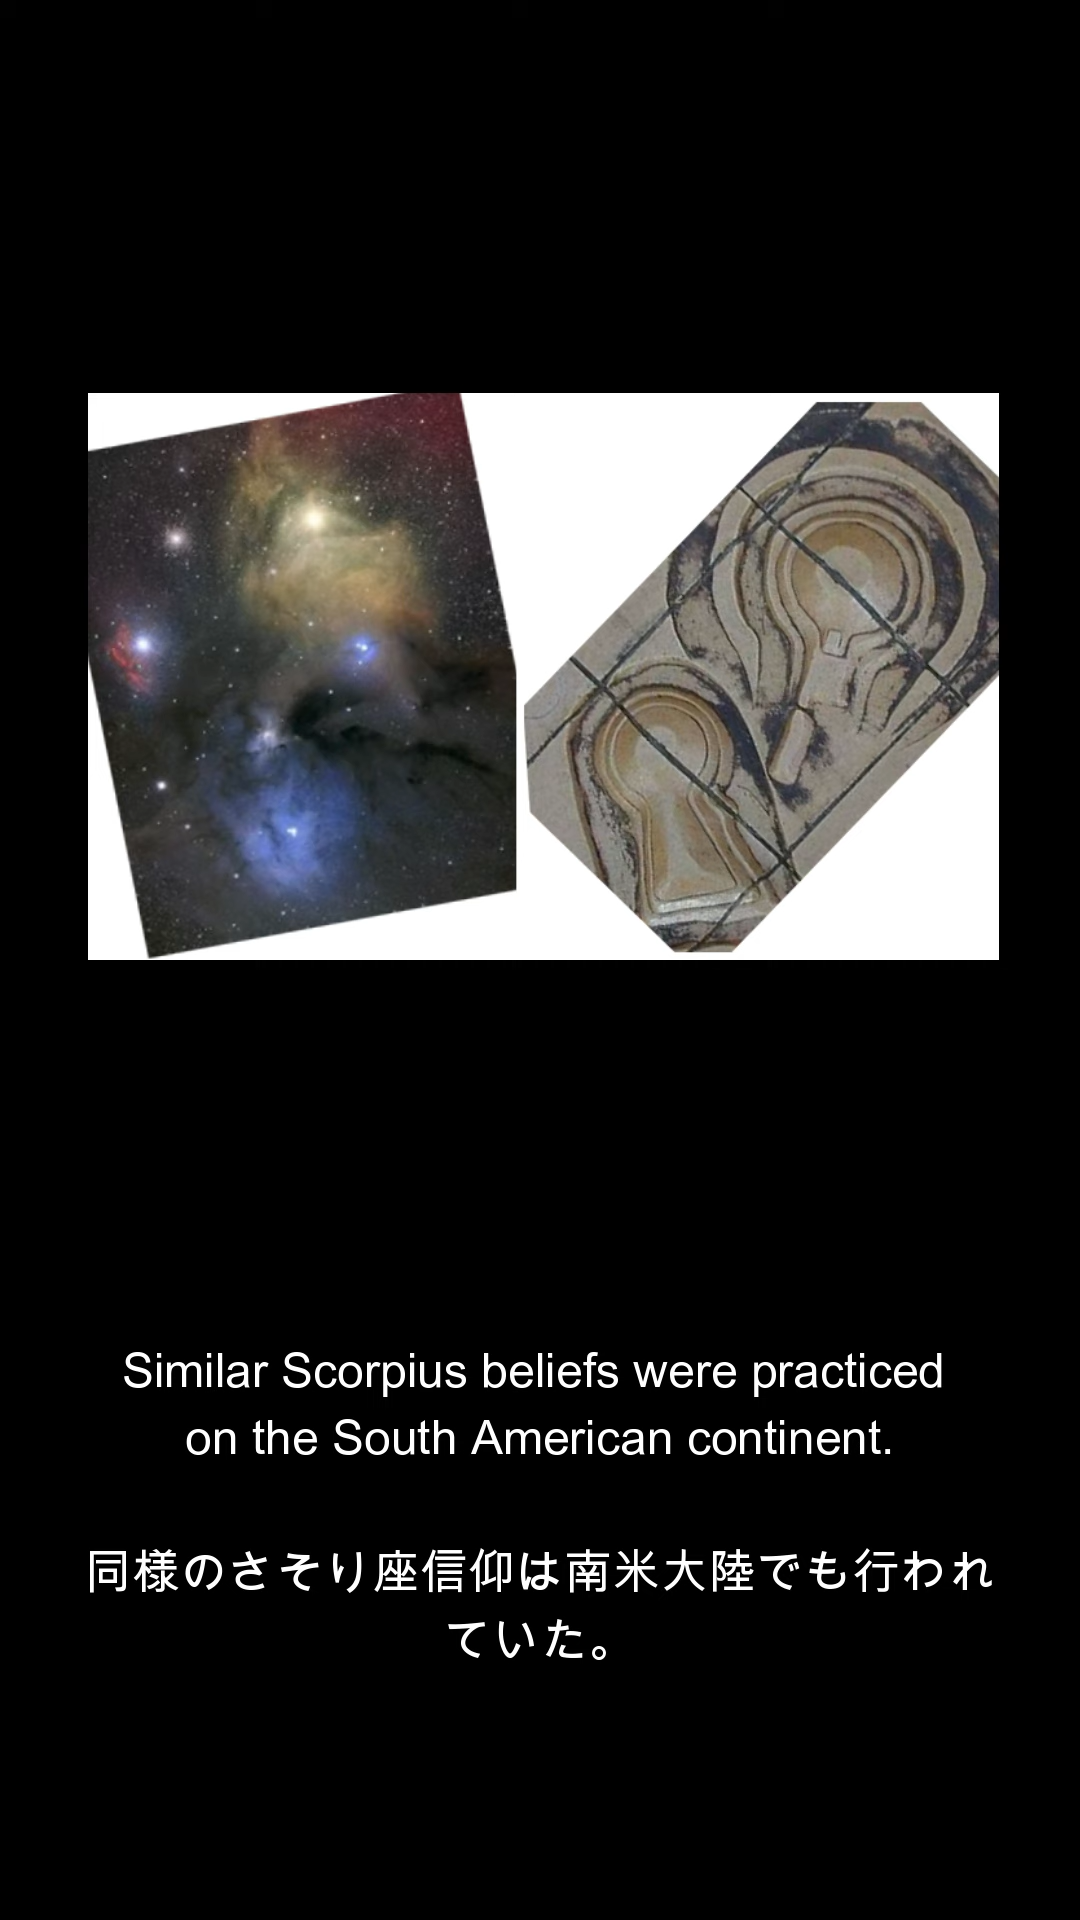 Similar Scorpius beliefs were practiced
on the South American continent.
同様のさそり座信仰は南米大陸でも行われ
ていた。